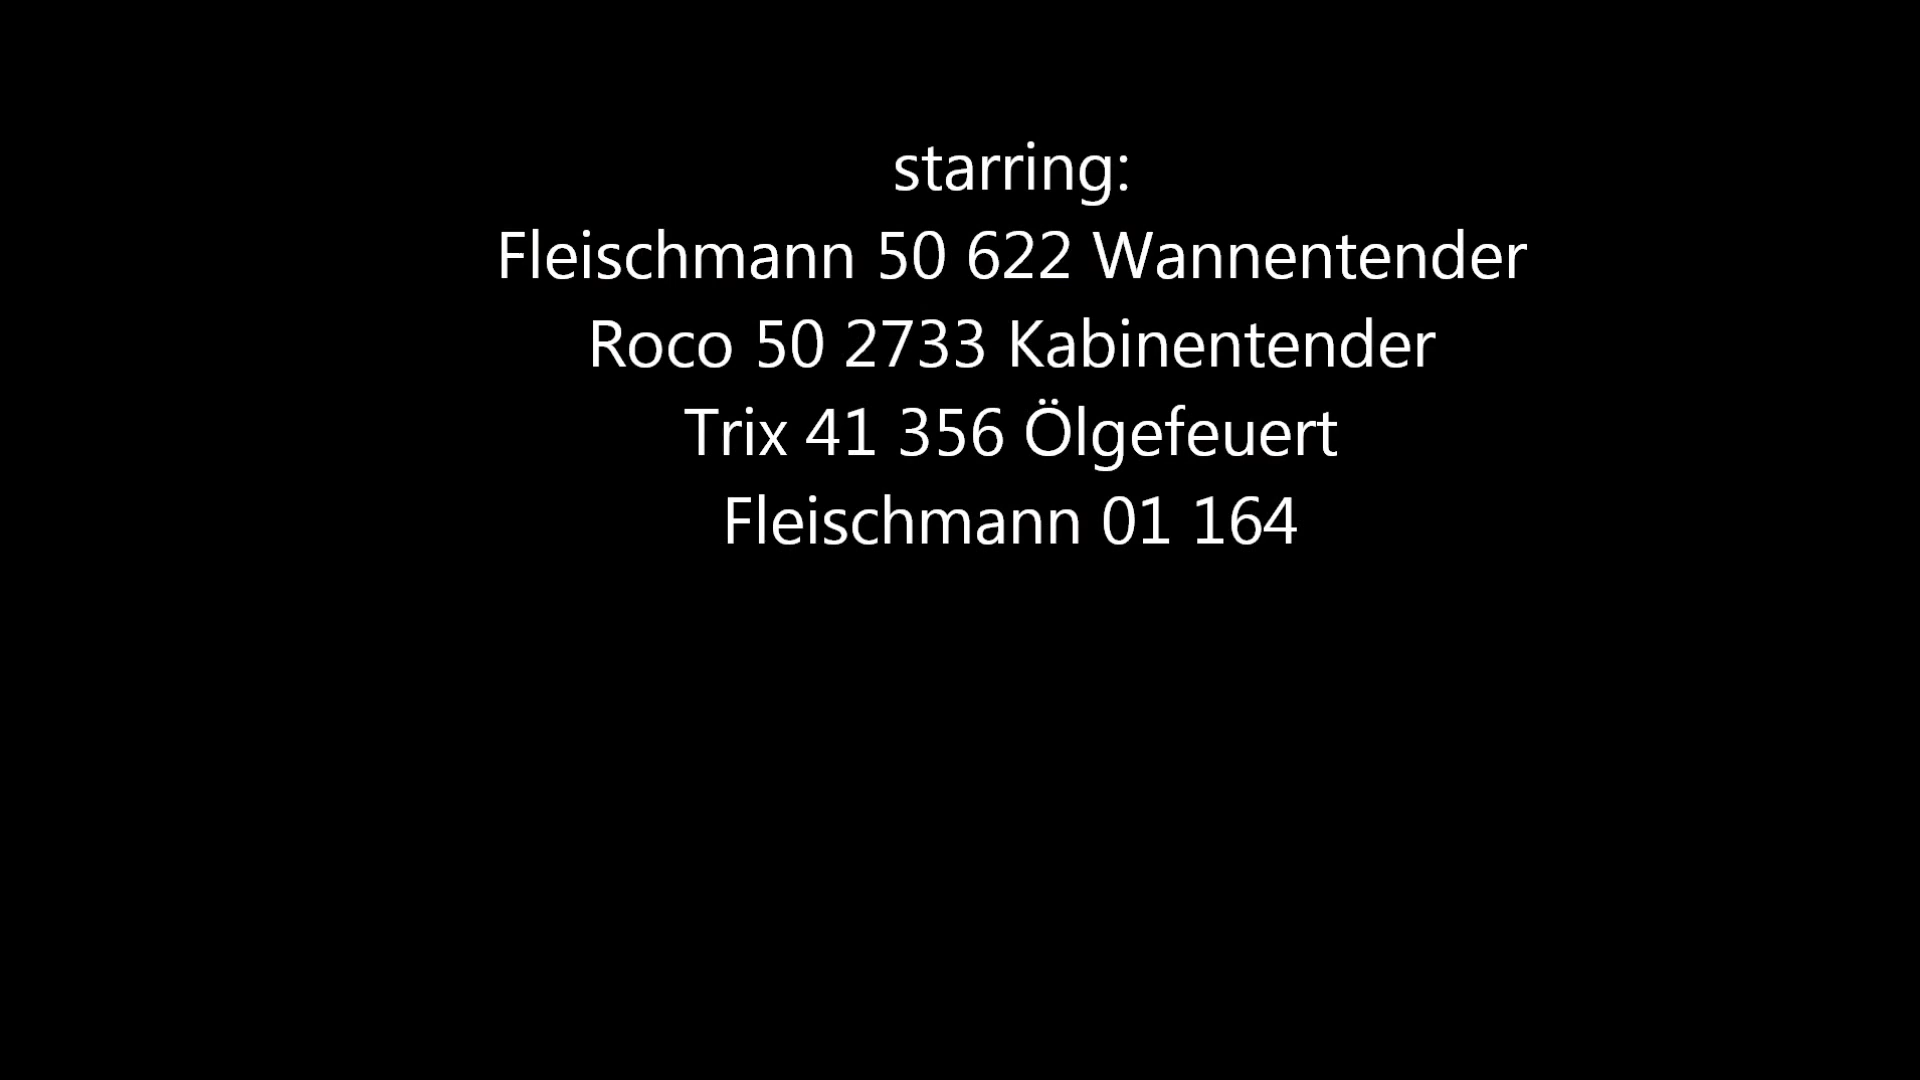 starring:
Fleischmann 50 622 Wannentender
Roco 50 2733 Kabinentender
Trix 41 356 Ölgefeuert
Fleischmann 01 164